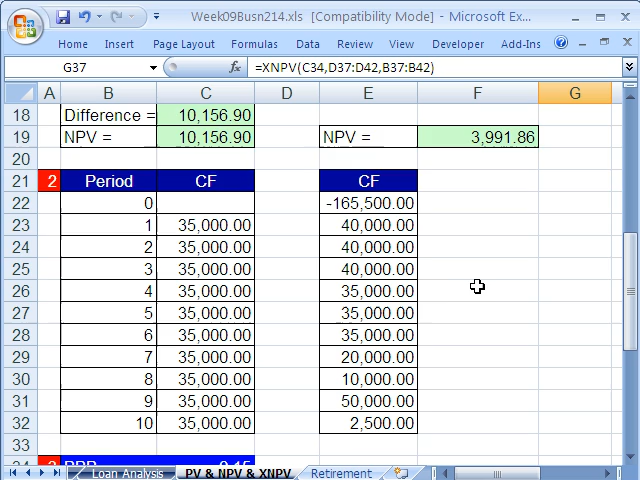 Week09Busn214.xls [Compatibility Mode] - Microsoft Ex...
Home Insert Page Layout Formulas Data Review View Developer Add-Ins
G37 fx =XNPV(C34,D37:D42,B37:B42)
A B C D E F G
18 Difference = 10,156.90
19 NPV = 10,156.90 NPV = 3,991.86
20
21 2 Period CF CF
22 0 -165,500.00
23 1 35,000.00 40,000.00
24 2 35,000.00 40,000.00
25 3 35,000.00 40,000.00
26 4 35,000.00 35,000.00
27 5 35,000.00 35,000.00
28 6 35,000.00 35,000.00
29 7 35,000.00 20,000.00
30 8 35,000.00 10,000.00
31 9 35,000.00 50,000.00
32 10 35,000.00 2,500.00
33
Loan Analysis PV & NPV & XNPV Retirement